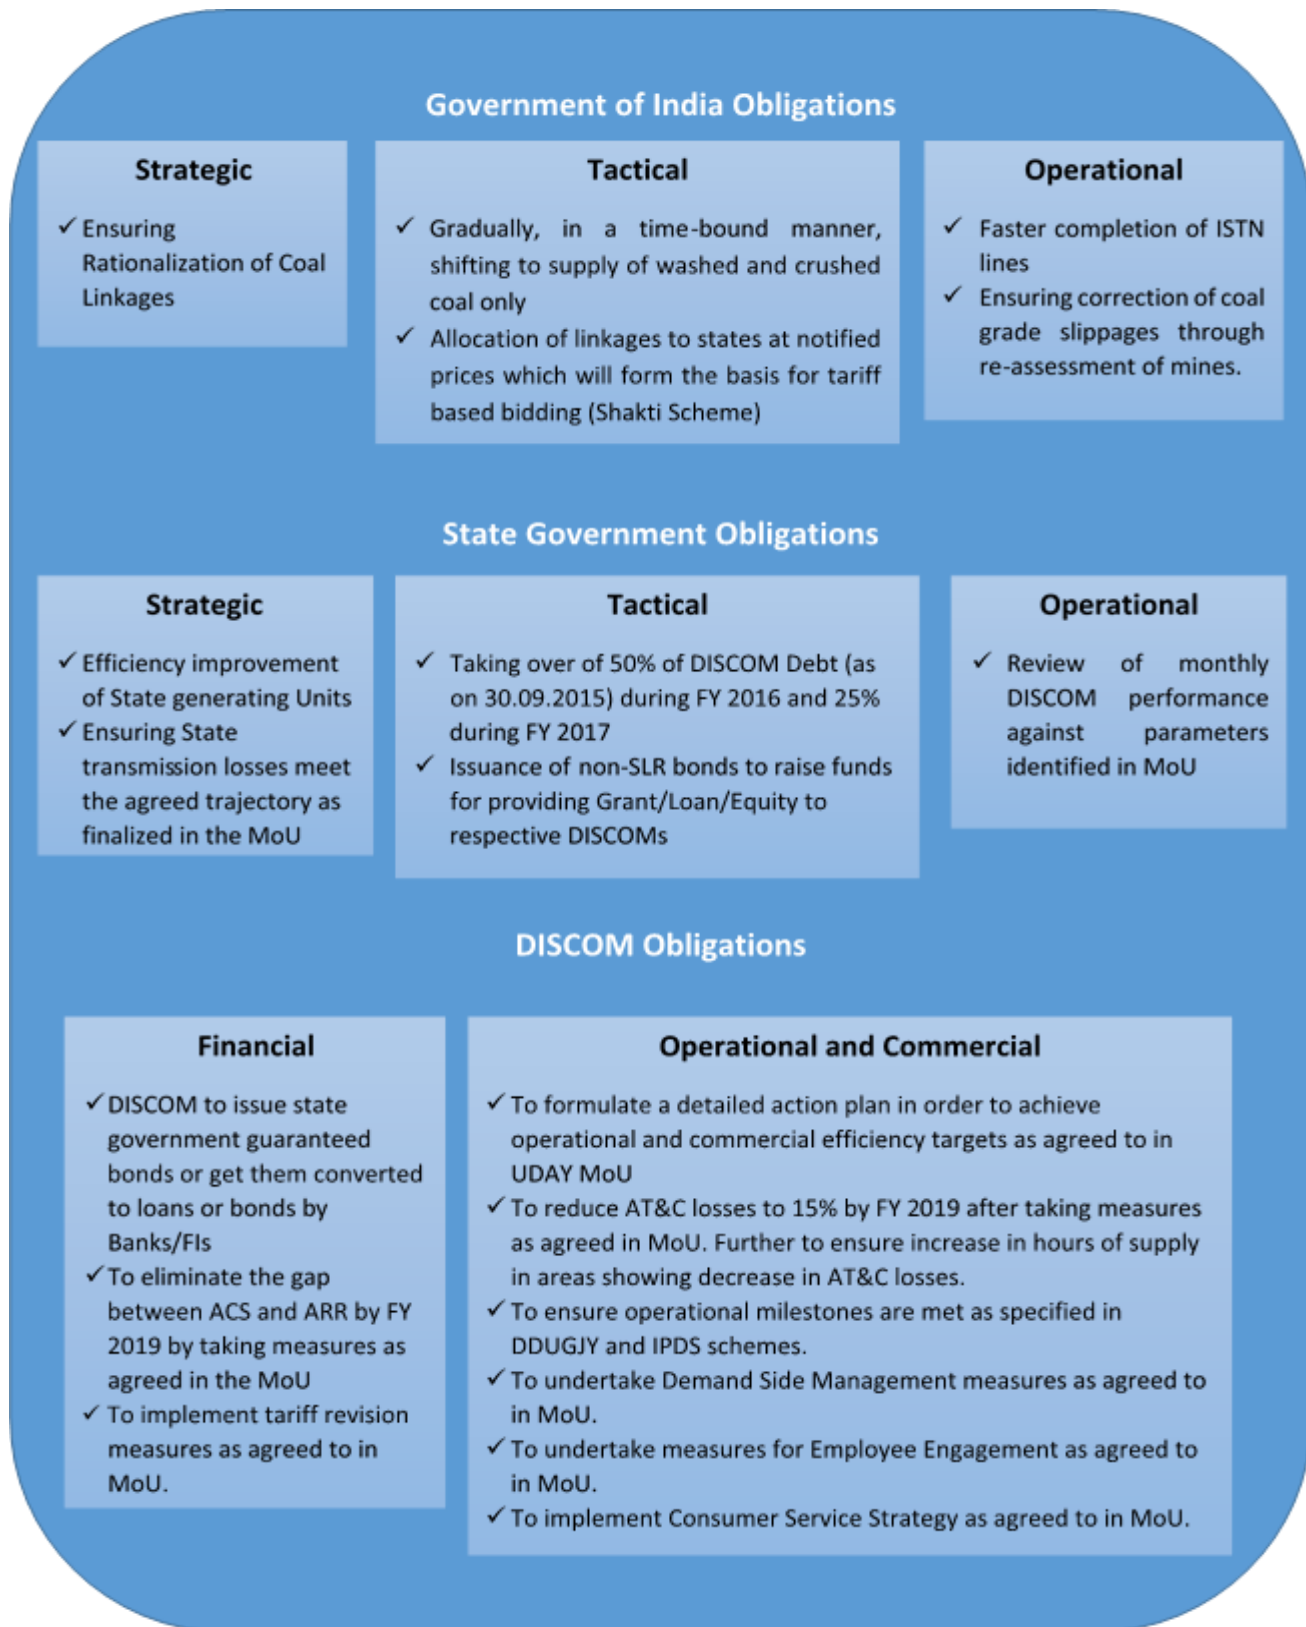 Government of India Obligations
Strategic
✓ Ensuring
Rationalization of Coal
Linkages
Tactical
✓ Gradually, in a time-bound manner,
shifting to supply of washed and crushed
coal only
✓ Allocation of linkages to states at notified
prices which will form the basis for tariff
based bidding (Shakti Scheme)
Operational
✓ Faster completion of ISTN
lines
✓ Ensuring correction of coal
grade slippages through
re-assessment of mines.
State Government Obligations
Strategic
✓ Efficiency improvement
of State generating Units
✓ Ensuring State
transmission losses meet
the agreed trajectory as
finalized in the MoU
Tactical
✓ Taking over of 50% of DISCOM Debt (as
on 30.09.2015) during FY 2016 and 25%
during FY 2017
✓ Issuance of non-SLR bonds to raise funds
for providing Grant/Loan/Equity to
respective DISCOMs
Operational
✓ Review of monthly
DISCOM performance
against parameters
identified in MoU
DISCOM Obligations
Financial
✓ DISCOM to issue state
government guaranteed
bonds or get them converted
to loans or bonds by
Banks/FIs
✓ To eliminate the gap
between ACS and ARR by FY
2019 by taking measures as
agreed in the MoU
✓ To implement tariff revision
measures as agreed to in
MoU.
Operational and Commercial
✓ To formulate a detailed action plan in order to achieve
operational and commercial efficiency targets as agreed to in
UDAY MoU
✓ To reduce AT&C losses to 15% by FY 2019 after taking measures
as agreed in MoU. Further to ensure increase in hours of supply
in areas showing decrease in AT&C losses.
✓ To ensure operational milestones are met as specified in
DDUGJY and IPDS schemes.
✓ To undertake Demand Side Management measures as agreed to
in MoU.
✓ To undertake measures for Employee Engagement as agreed to
in MoU.
✓ To implement Consumer Service Strategy as agreed to in MoU.